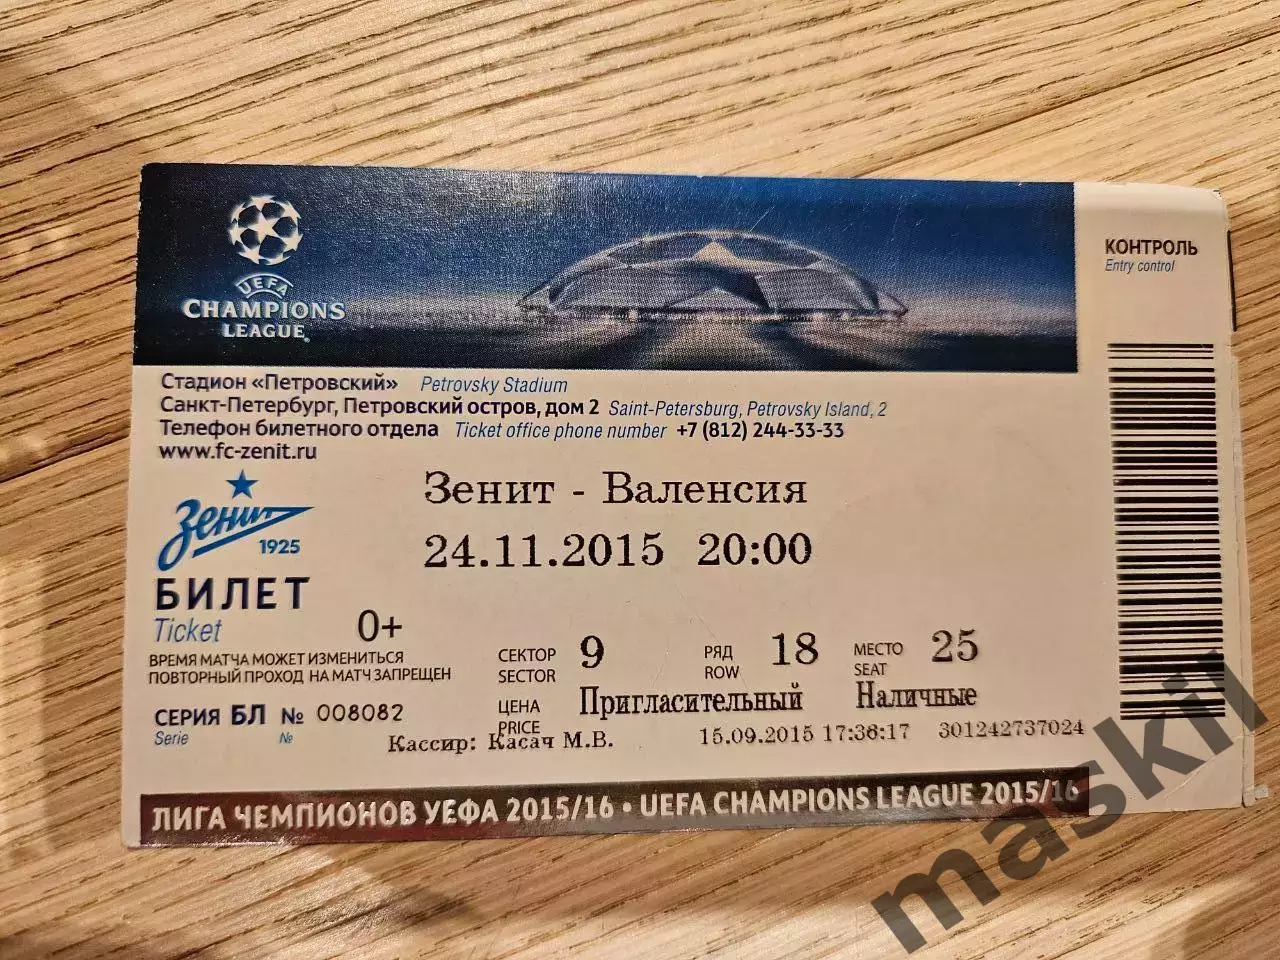 UEFA
CHAMPIONS
LEAGUE
КОНТРОЛЬ
Entry control
Стадион «Петровский» Petrovsky Stadium
Санкт-Петербург, Петровский остров, дом 2 Saint-Petersburg, Petrovsky Island, 2
Телефон билетного отдела Ticket office phone number +7 (812) 244-33-33
www.fc-zenit.ru
Зенит 1925
Зенит - Валенсия
24.11.2015 20:00
БИЛЕТ
Ticket
0+
ВРЕМЯ МАТЧА МОЖЕТ ИЗМЕНИТЬСЯ
ПОВТОРНЫЙ ПРОХОД НА МАТЧ ЗАПРЕЩЕН
СЕКТОР 9 РЯД 18 МЕСТО 25
SECTOR ROW SEAT
ЦЕНА Пригласительный Наличные
PRICE
СЕРИЯ БЛ № 008082
Serie №
Кассир: Касач М.В. 15.09.2015 17:36:17 301242737024
ЛИГА ЧЕМПИОНОВ УЕФА 2015/16 • UEFA CHAMPIONS LEAGUE 2015/16
maskil